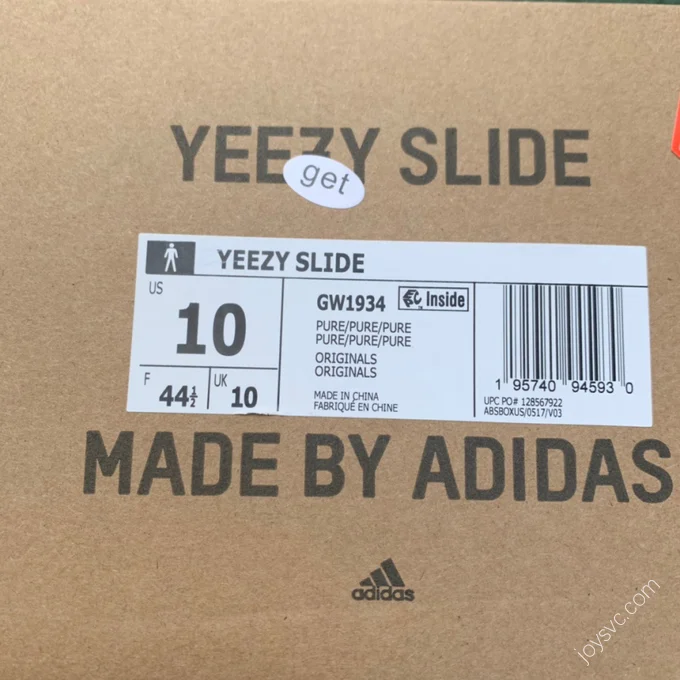 YEEZY SLIDE
get
YEEZY SLIDE
US
10
F 44½
UK 10
GW1934
Inside
PURE/PURE/PURE
PURE/PURE/PURE
ORIGINALS
ORIGINALS
MADE IN CHINA
FABRIQUÉ EN CHINE
1 95740 94593 0
UPC PO# 128567922
ABSBOXUS/0517/V03
MADE BY ADIDAS
adidas
joysvc.com